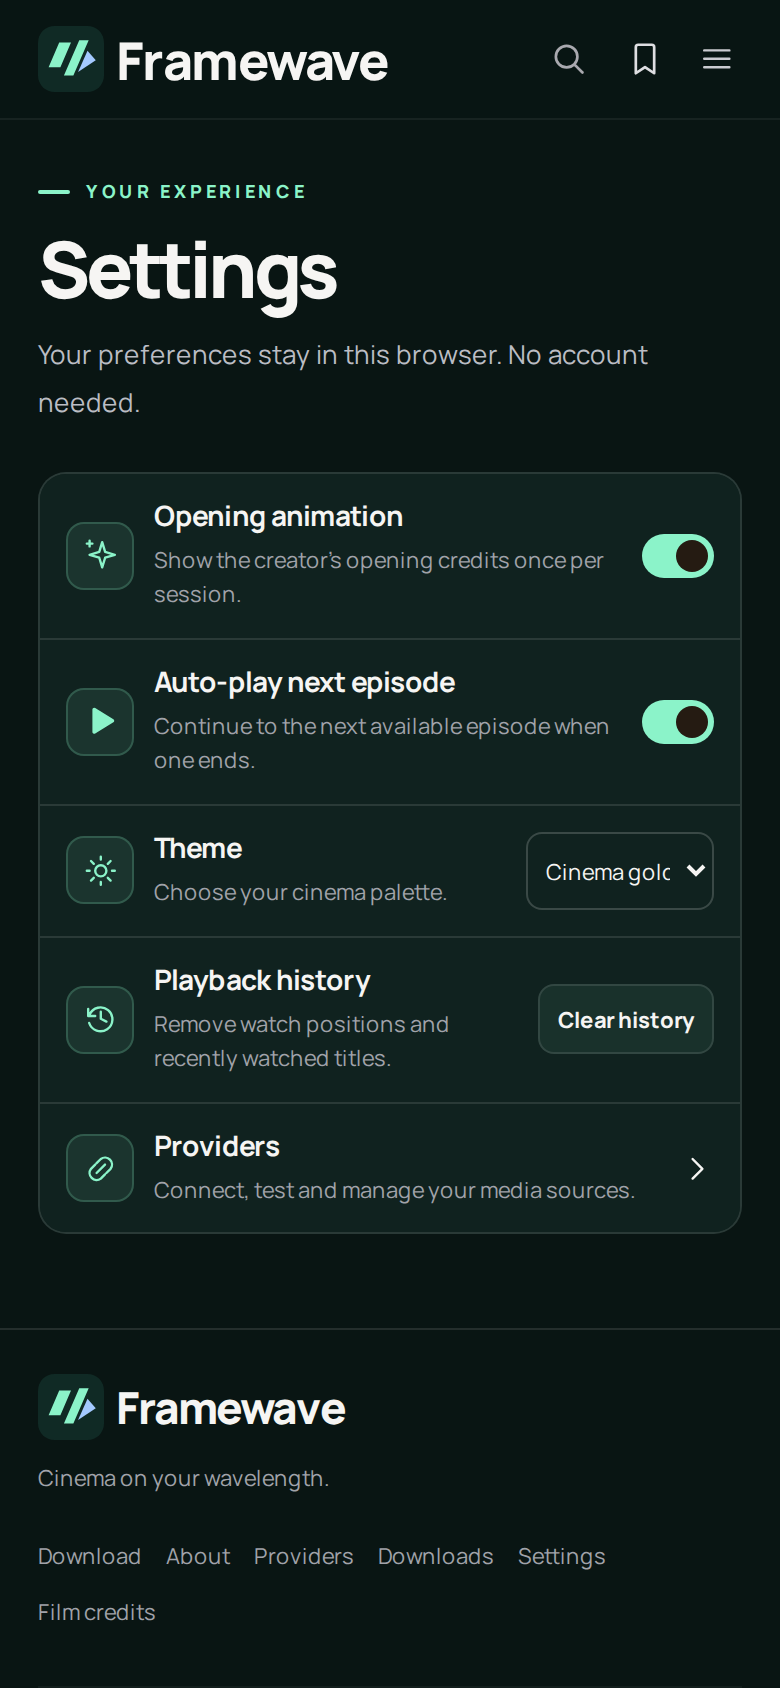 Framewave
YOUR EXPERIENCE
Settings
Your preferences stay in this browser. No account
needed.
Opening animation
Show the creator’s opening credits once per
session.
Auto-play next episode
Continue to the next available episode when
one ends.
Theme
Choose your cinema palette.
Cinema gold
Playback history
Remove watch positions and
recently watched titles.
Clear history
Providers
Connect, test and manage your media sources.
Framewave
Cinema on your wavelength.
Download About Providers Downloads Settings
Film credits